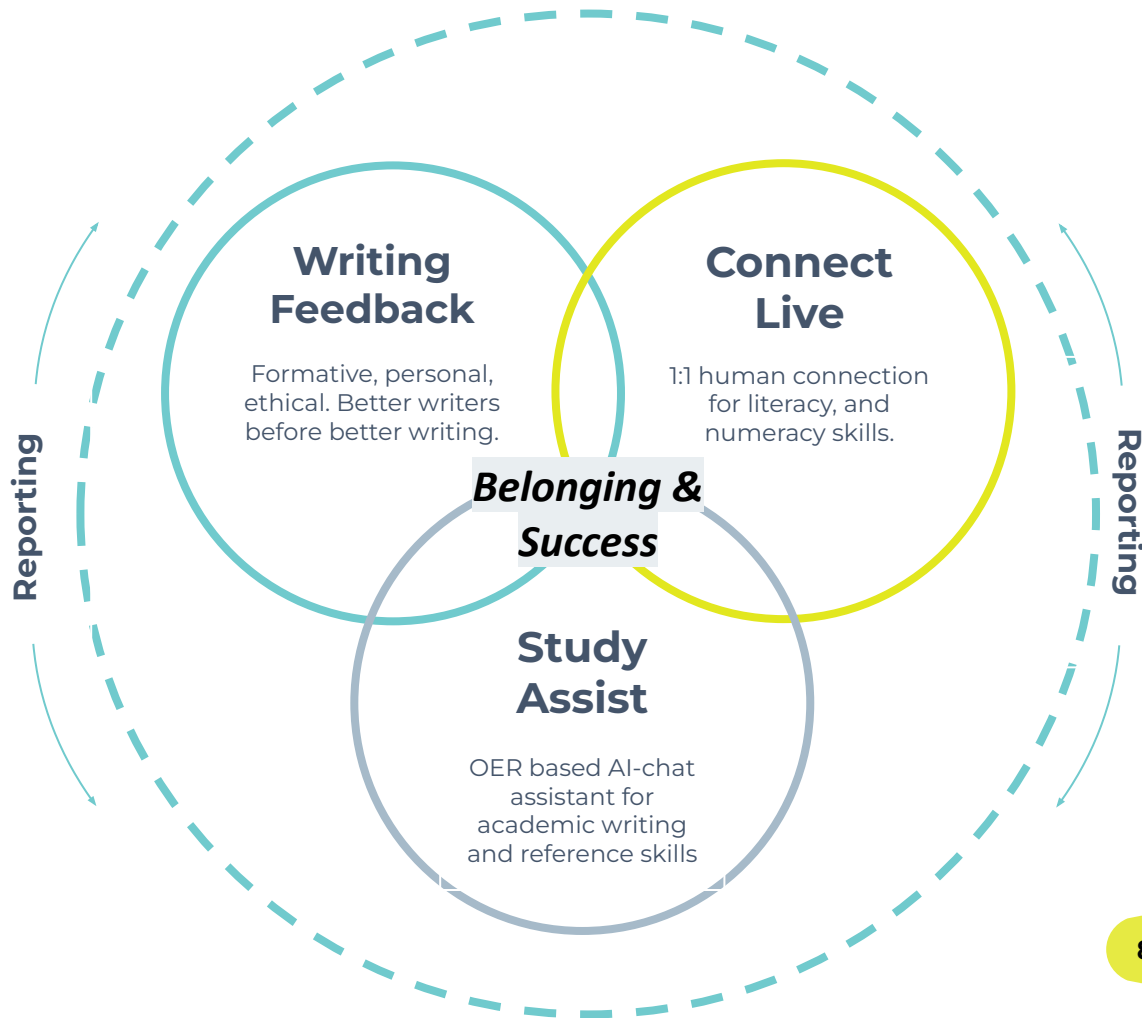 Writing
Feedback
Formative, personal,
ethical. Better writers
before better writing.
Connect
Live
1:1 human connection
for literacy, and
numeracy skills.
Reporting
Belonging &
Success
Reporting
Study
Assist
OER based AI-chat
assistant for
academic writing
and reference skills